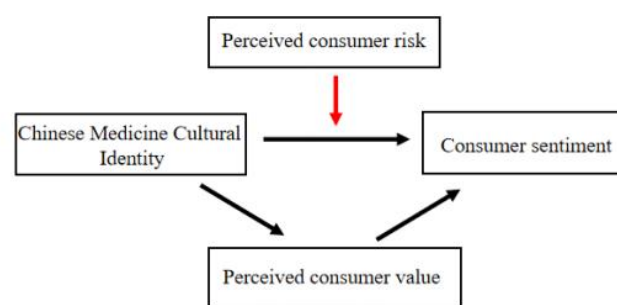 Perceived consumer risk
Chinese Medicine Cultural
Identity
Consumer sentiment
Perceived consumer value